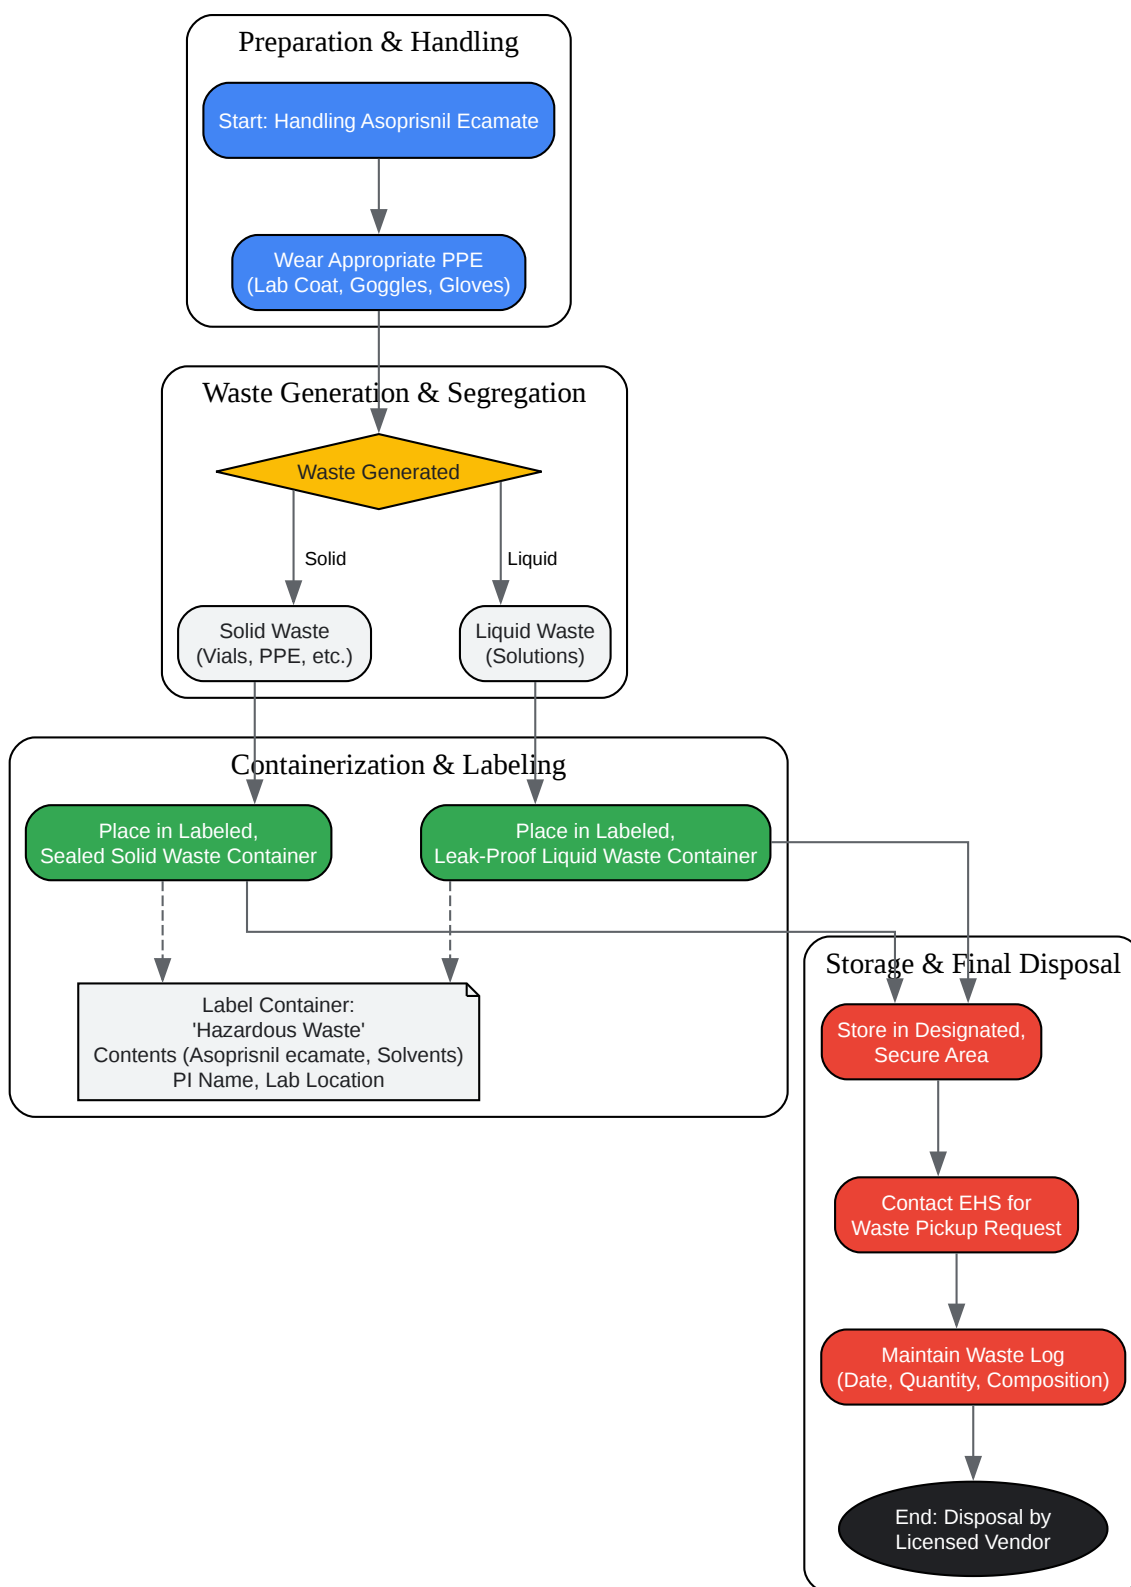 Preparation & Handling
Start: Handling Asoprisnil Ecamate
Wear Appropriate PPE
(Lab Coat, Goggles, Gloves)
Waste Generation & Segregation
Waste Generated
Solid
Liquid
Solid Waste
(Vials, PPE, etc.)
Liquid Waste
(Solutions)
Containerization & Labeling
Place in Labeled,
Sealed Solid Waste Container
Place in Labeled,
Leak-Proof Liquid Waste Container
Label Container:
'Hazardous Waste'
Contents (Asoprisnil ecamate, Solvents)
PI Name, Lab Location
Storage & Final Disposal
Store in Designated,
Secure Area
Contact EHS for
Waste Pickup Request
Maintain Waste Log
(Date, Quantity, Composition)
End: Disposal by
Licensed Vendor